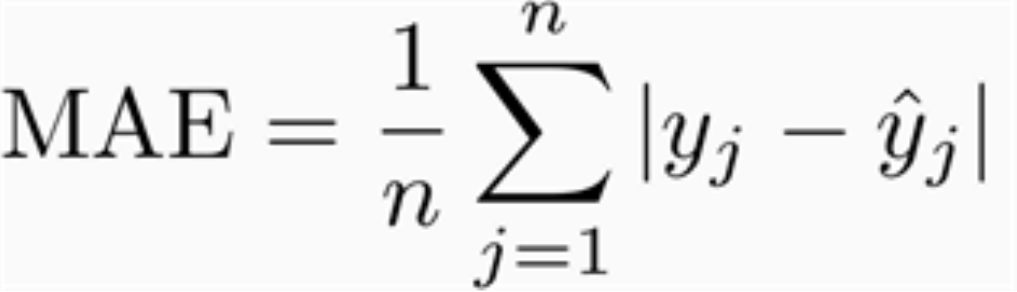 MAE = \frac{1}{n} \sum_{j=1}^{n} |y_j - \hat{y}_j|